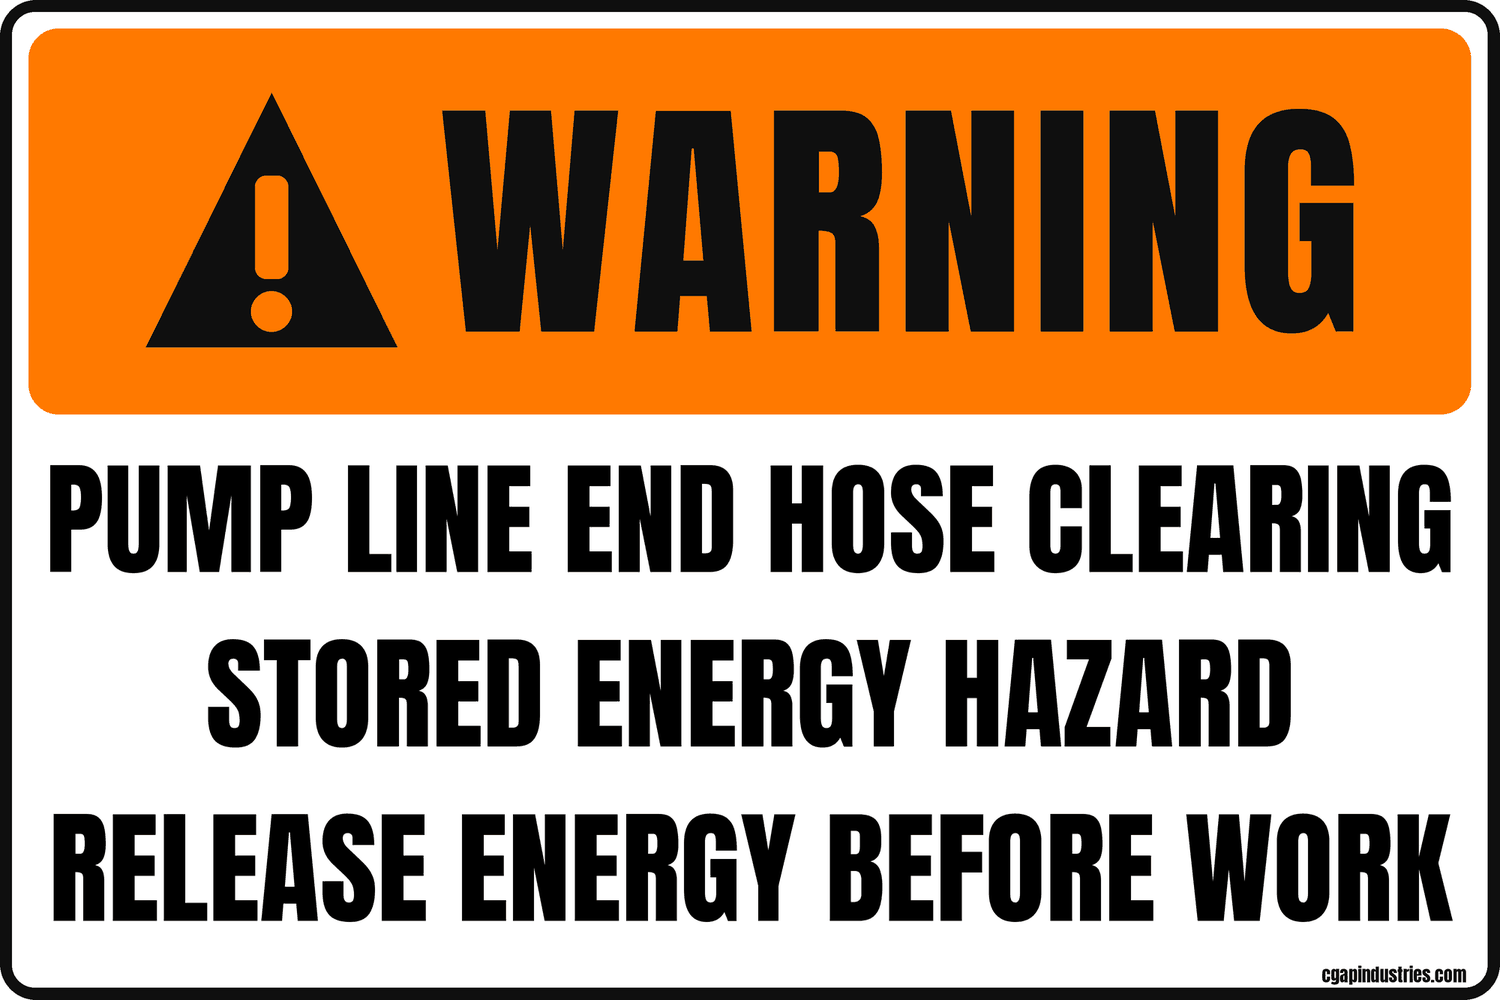 WARNING
PUMP LINE END HOSE CLEARING
STORED ENERGY HAZARD
RELEASE ENERGY BEFORE WORK
cgapindustries.com